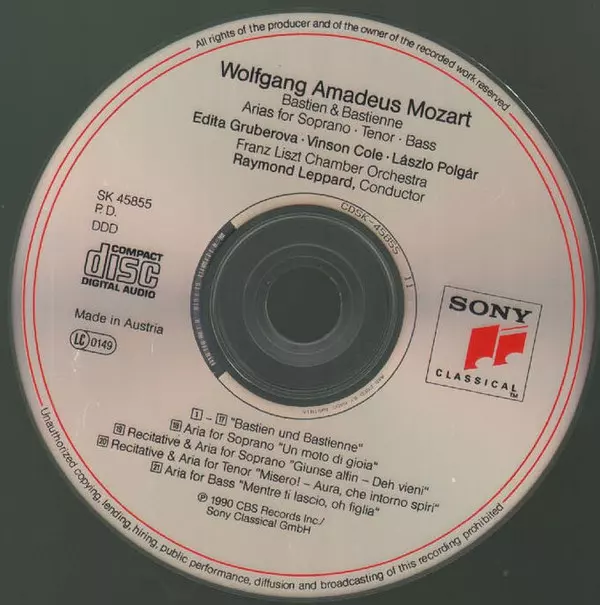 All rights of the producer and of the owner of the recorded work reserved
Wolfgang Amadeus Mozart
Bastien & Bastienne
Arias for Soprano · Tenor · Bass
Edita Gruberova · Vinson Cole · Lászlo Polgár
Franz Liszt Chamber Orchestra
Raymond Leppard, Conductor
SK 45855
P. D.
DDD
COMPACT
disc
DIGITAL AUDIO
Made in Austria
LC 0149
CDSK-45855 11
SONY
CLASSICAL™
1 – 17 "Bastien und Bastienne"
18 Aria for Soprano "Un moto di gioia"
19 Recitative & Aria for Soprano "Giunse alfin – Deh vieni"
20 Recitative & Aria for Tenor "Misero! – Aura, che intorno spiri"
21 Aria for Bass "Mentre ti lascio, oh figlia"
℗ 1990 CBS Records Inc./
Sony Classical GmbH
Unauthorized copying, lending, hiring, public performance, diffusion and broadcasting of this recording prohibited